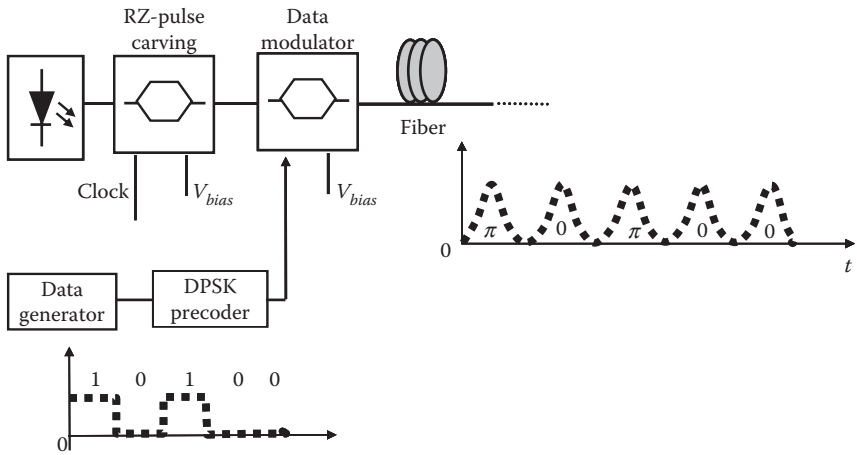 RZ-pulse
carving
Data
modulator
Fiber
Clock
V_bias
V_bias
Data
generator
DPSK
precoder
π 0 π 0 0
0
t
1 0 1 0 0
0